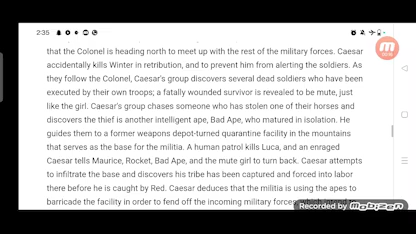 2:35
that the Colonel is heading north to meet up with the rest of the military forces. Caesar
accidentally kills Winter in retribution, and to prevent him from alerting the soldiers. As
they follow the Colonel, Caesar's group discovers several dead soldiers who have been
executed by their own troops; a fatally wounded survivor is revealed to be mute, just
like the girl. Caesar's group chases someone who has stolen one of their horses and
discovers the thief is another intelligent ape, Bad Ape, who matured in isolation. He
guides them to a former weapons depot-turned quarantine facility in the mountains
that serves as the base for the militia. A human patrol kills Luca, and an enraged
Caesar tells Maurice, Rocket, Bad Ape, and the mute girl to turn back. Caesar attempts
to infiltrate the base and discovers his tribe has been captured and forced into labor
there before he is caught by Red. Caesar deduces that the militia is using the apes to
barricade the facility in order to fend off the incoming military forces, which intend to
Recorded by Mobizen